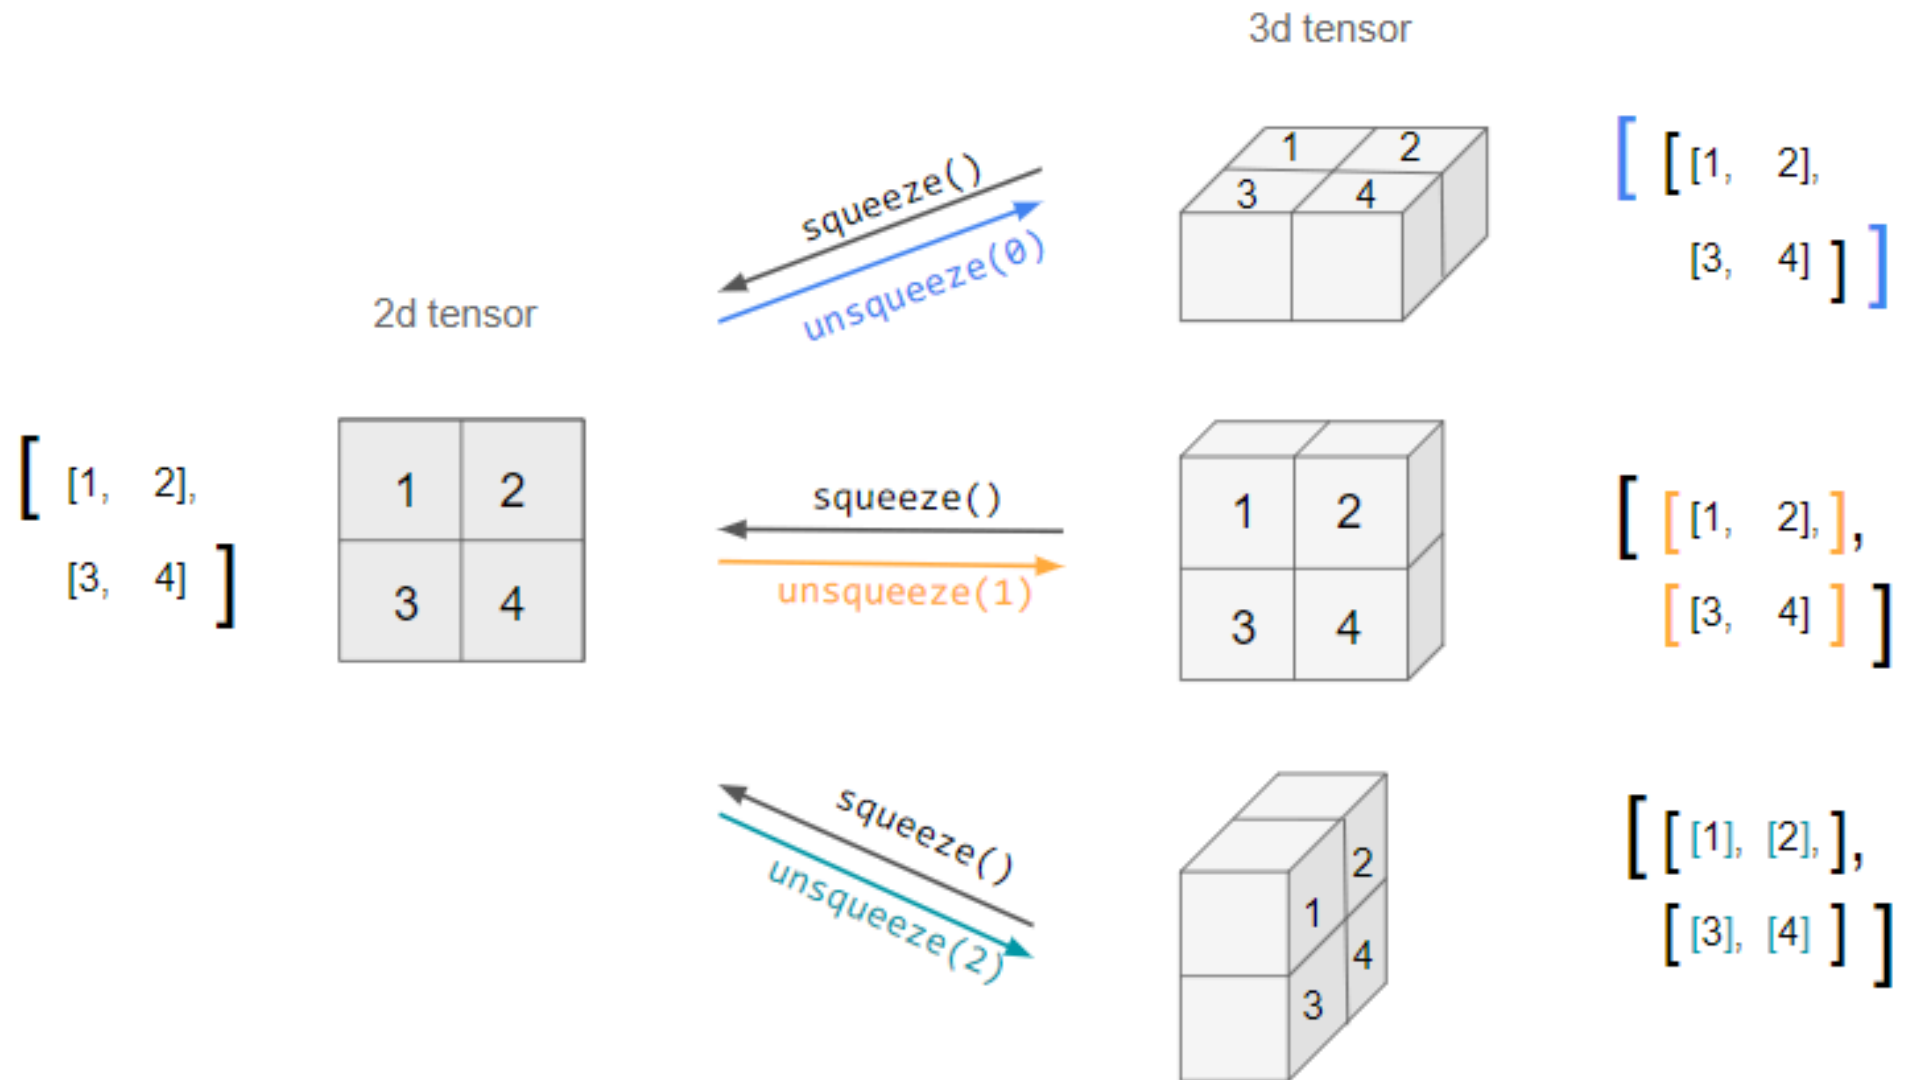 3d tensor
squeeze()
unsqueeze(0)
1 2
3 4
[ [[1, 2],
[3, 4] ] ]
2d tensor
[ [1, 2],
[3, 4] ]
1 2
3 4
squeeze()
unsqueeze(1)
1 2
3 4
[ [ [1, 2], ],
[ [3, 4] ] ]
squeeze()
unsqueeze(2)
2
1
4
3
[ [ [1], [2], ],
[ [3], [4] ] ]